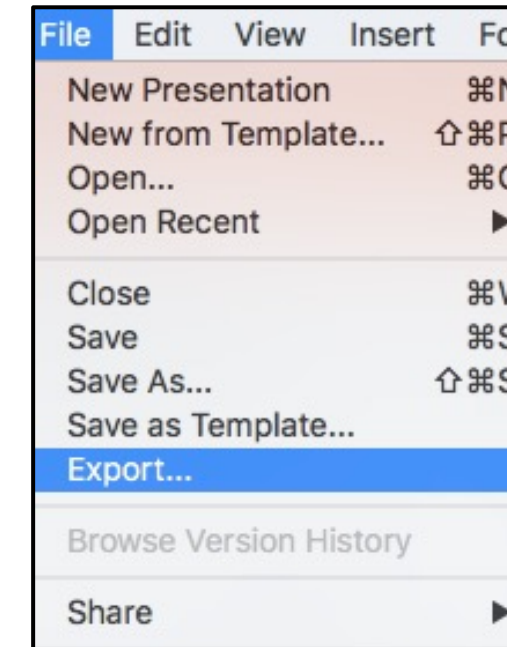 File Edit View Insert Fo
New Presentation ⌘N
New from Template... ⇧⌘P
Open... ⌘O
Open Recent ▶
Close ⌘W
Save ⌘S
Save As... ⇧⌘S
Save as Template...
Export...
Browse Version History
Share ▶